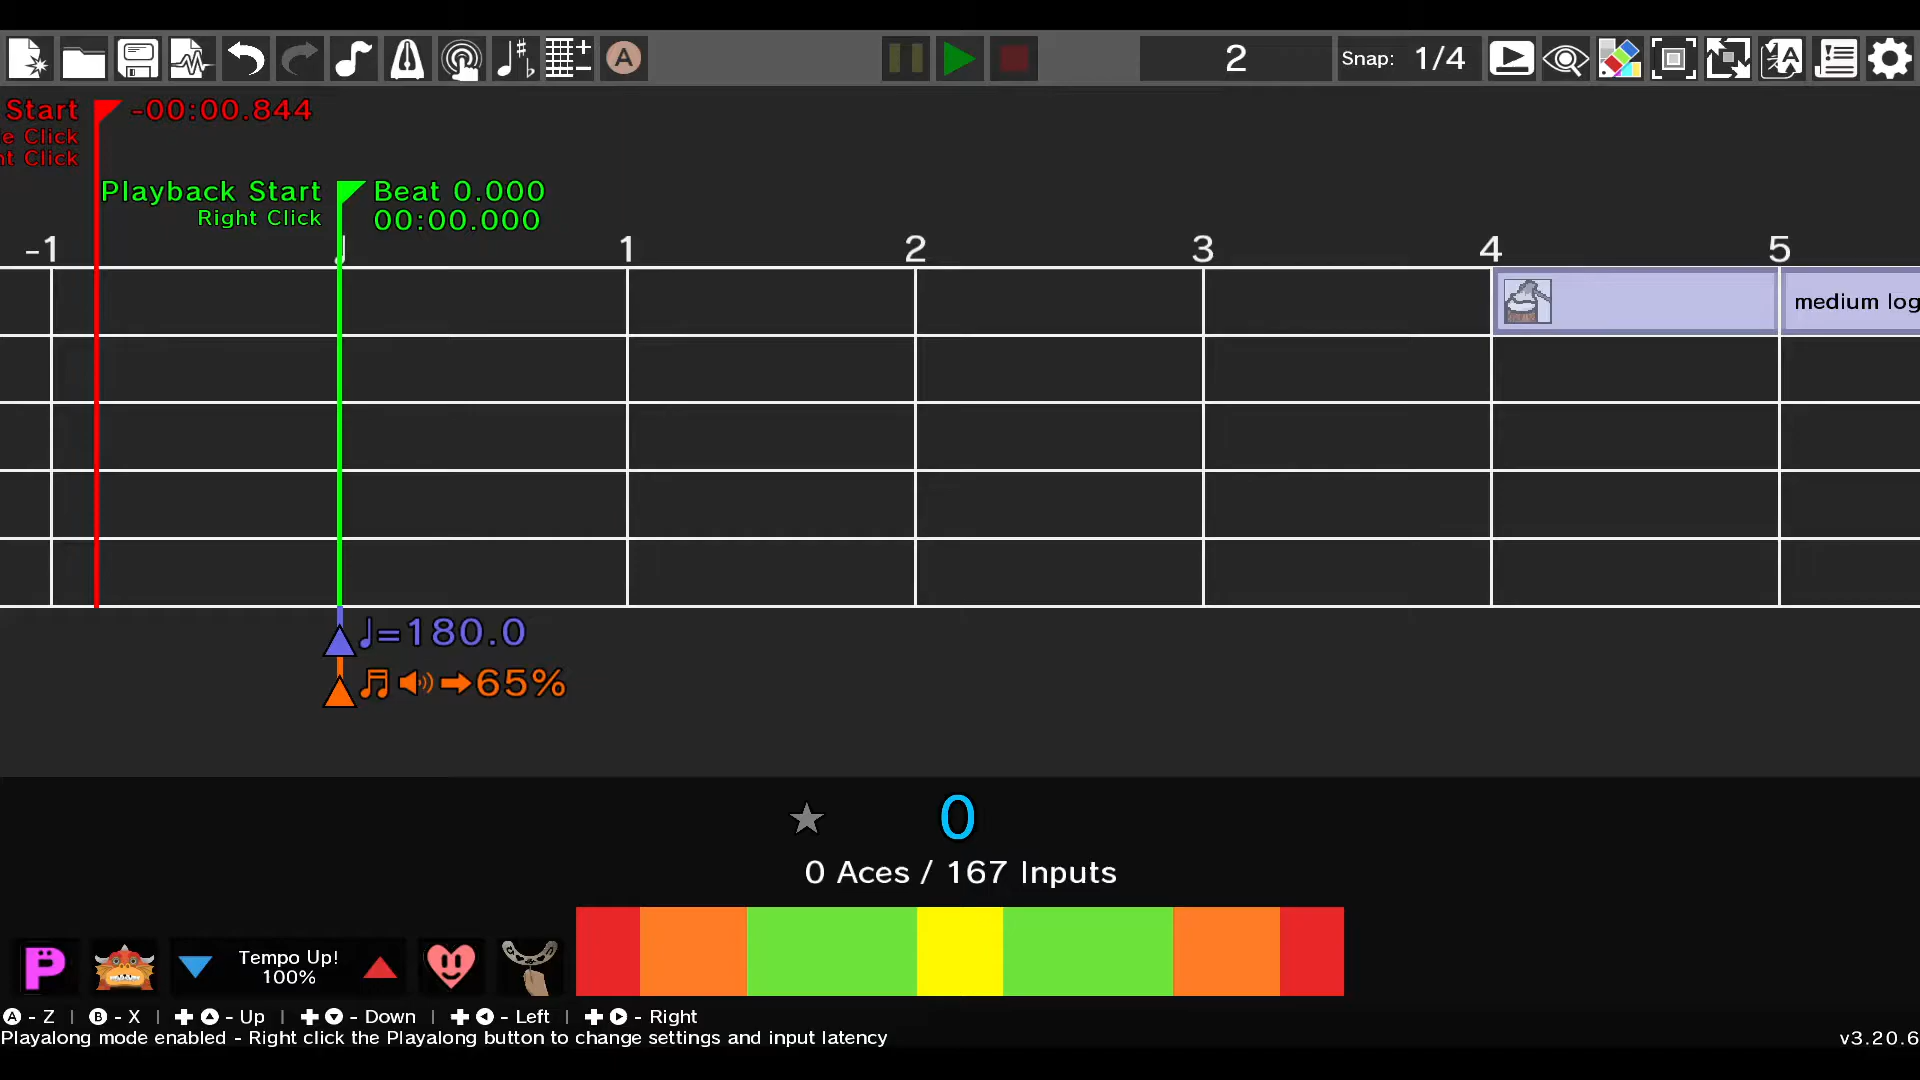 A
2
Snap: 1/4
A
Start
e Click
nt Click
-00:00.844
Playback Start
Right Click
Beat 0.000
00:00.000
-1
1
2
3
4
5
medium log
♩=180.0
65%
0
0 Aces / 167 Inputs
P
Tempo Up!
100%
A - Z | B - X | - Up | - Down | - Left | - Right
Playalong mode enabled - Right click the Playalong button to change settings and input latency
v3.20.6